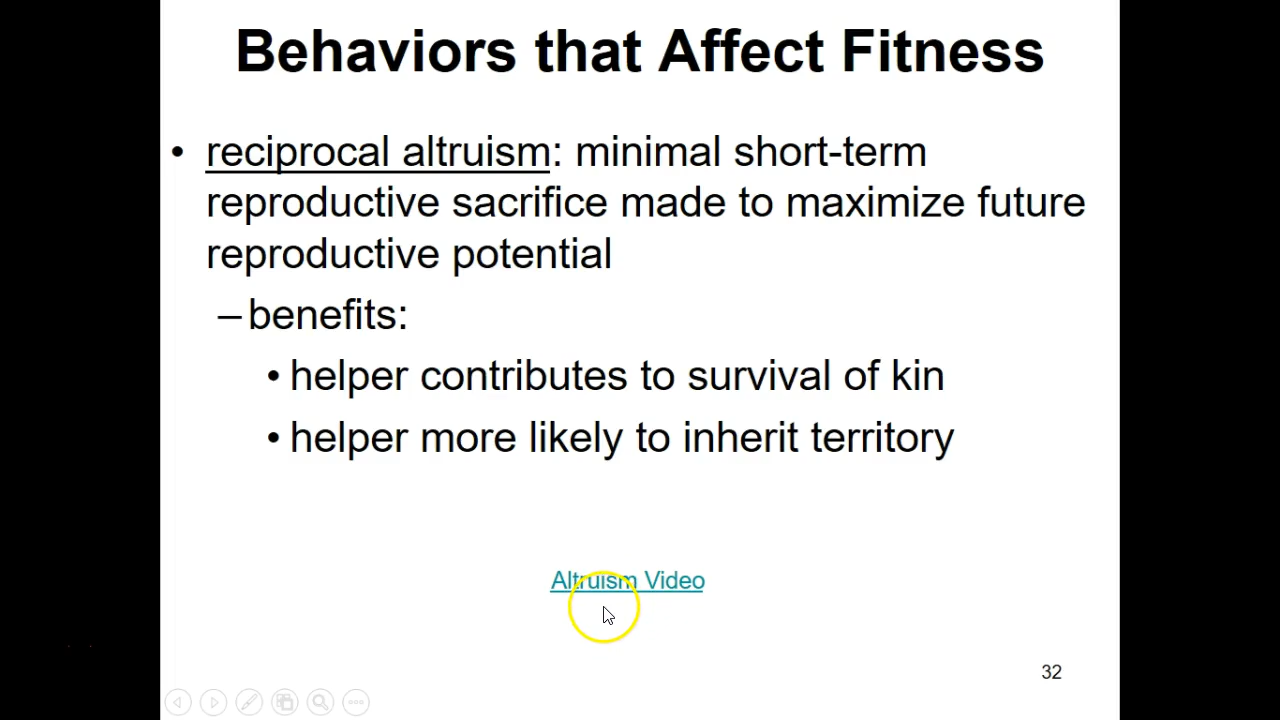 Behaviors that Affect Fitness
• reciprocal altruism: minimal short-term
reproductive sacrifice made to maximize future
reproductive potential
–benefits:
• helper contributes to survival of kin
• helper more likely to inherit territory
Altruism Video
32